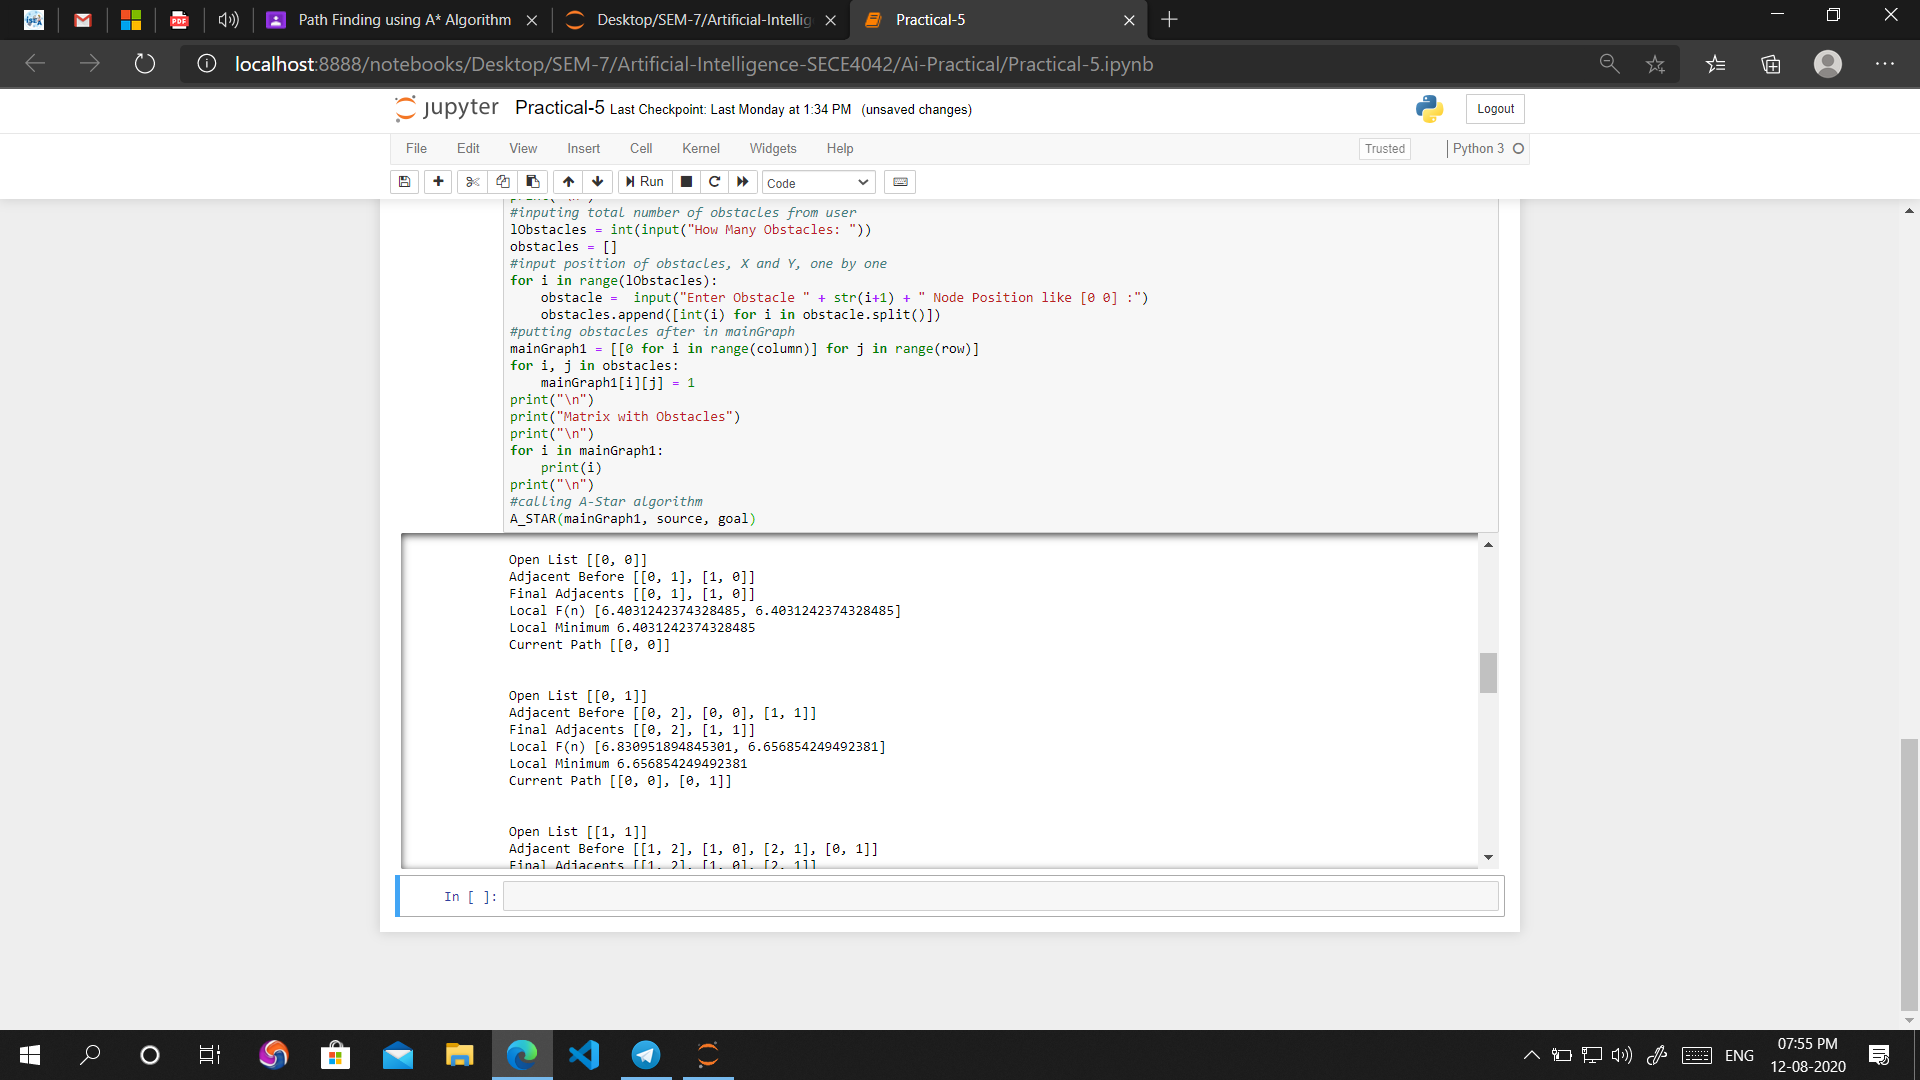 Path Finding using A* Algorithm
Desktop/SEM-7/Artificial-Intellig
Practical-5
localhost:8888/notebooks/Desktop/SEM-7/Artificial-Intelligence-SECE4042/Ai-Practical/Practical-5.ipynb
jupyter Practical-5 Last Checkpoint: Last Monday at 1:34 PM (unsaved changes)
Logout
File Edit View Insert Cell Kernel Widgets Help
Trusted
Python 3
Run
Code
#inputing total number of obstacles from user
lObstacles = int(input("How Many Obstacles: "))
obstacles = []
#input position of obstacles, X and Y, one by one
for i in range(lObstacles):
    obstacle =  input("Enter Obstacle " + str(i+1) + " Node Position like [0 0] :")
    obstacles.append([int(i) for i in obstacle.split()])
#putting obstacles after in mainGraph
mainGraph1 = [[0 for i in range(column)] for j in range(row)]
for i, j in obstacles:
    mainGraph1[i][j] = 1
print("\n")
print("Matrix with Obstacles")
print("\n")
for i in mainGraph1:
    print(i)
print("\n")
#calling A-Star algorithm
A_STAR(mainGraph1, source, goal)
Open List [[0, 0]]
Adjacent Before [[0, 1], [1, 0]]
Final Adjacents [[0, 1], [1, 0]]
Local F(n) [6.4031242374328485, 6.4031242374328485]
Local Minimum 6.4031242374328485
Current Path [[0, 0]]
Open List [[0, 1]]
Adjacent Before [[0, 2], [0, 0], [1, 1]]
Final Adjacents [[0, 2], [1, 1]]
Local F(n) [6.830951894845301, 6.656854249492381]
Local Minimum 6.656854249492381
Current Path [[0, 0], [0, 1]]
Open List [[1, 1]]
Adjacent Before [[1, 2], [1, 0], [2, 1], [0, 1]]
Final Adjacents [[1, 2], [1, 0], [2, 1]]
In [ ]:
ENG
07:55 PM
12-08-2020